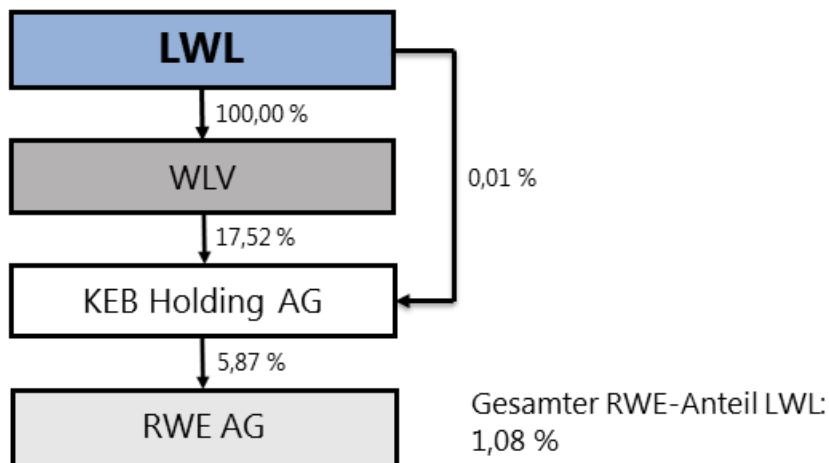 LWL
100,00 %
WLV
0,01 %
17,52 %
KEB Holding AG
5,87 %
RWE AG
Gesamter RWE-Anteil LWL:
1,08 %